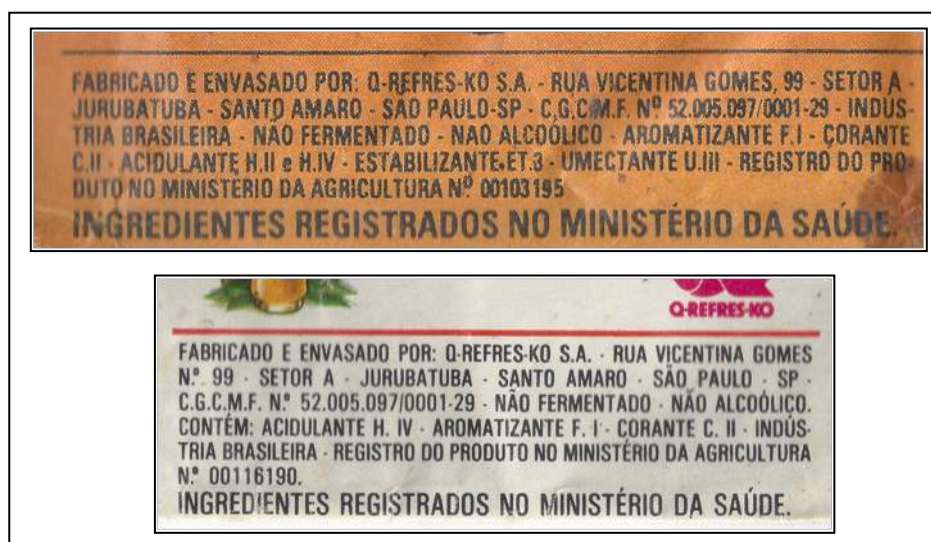 FABRICADO E ENVASADO POR: Q-REFRES-KO S.A. - RUA VICENTINA GOMES, 99 - SETOR A -
JURUBATUBA - SANTO AMARO - SÃO PAULO-SP - C.G.C.M.F. Nº 52.005.097/0001-29 - INDÚS-
TRIA BRASILEIRA - NÃO FERMENTADO - NÃO ALCOÓLICO - AROMATIZANTE F.I - CORANTE
C.II - ACIDULANTE H.II e H.IV - ESTABILIZANTE ET.3 - UMECTANTE U.III - REGISTRO DO PRO-
DUTO NO MINISTÉRIO DA AGRICULTURA Nº 00103195
INGREDIENTES REGISTRADOS NO MINISTÉRIO DA SAÚDE.
Q-REFRES-KO
FABRICADO E ENVASADO POR: Q-REFRES-KO S.A. - RUA VICENTINA GOMES
N.º 99 - SETOR A - JURUBATUBA - SANTO AMARO - SÃO PAULO - SP -
C.G.C.M.F. N.º 52.005.097/0001-29 - NÃO FERMENTADO - NÃO ALCOÓLICO.
CONTÉM: ACIDULANTE H. IV - AROMATIZANTE F. I - CORANTE C. II - INDÚS-
TRIA BRASILEIRA - REGISTRO DO PRODUTO NO MINISTÉRIO DA AGRICULTURA
N.º 00116190.
INGREDIENTES REGISTRADOS NO MINISTÉRIO DA SAÚDE.